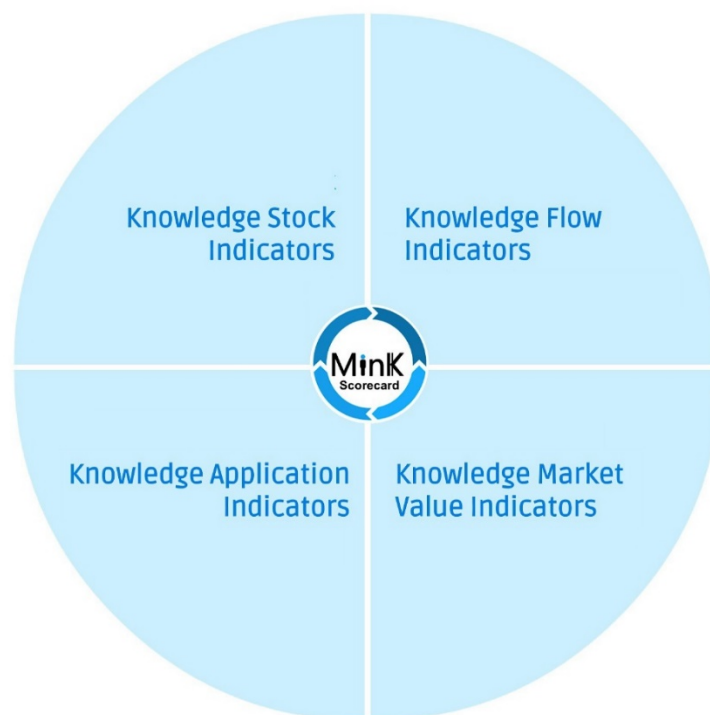 Knowledge Stock
Indicators
Knowledge Flow
Indicators
MinK
Scorecard
Knowledge Application
Indicators
Knowledge Market
Value Indicators